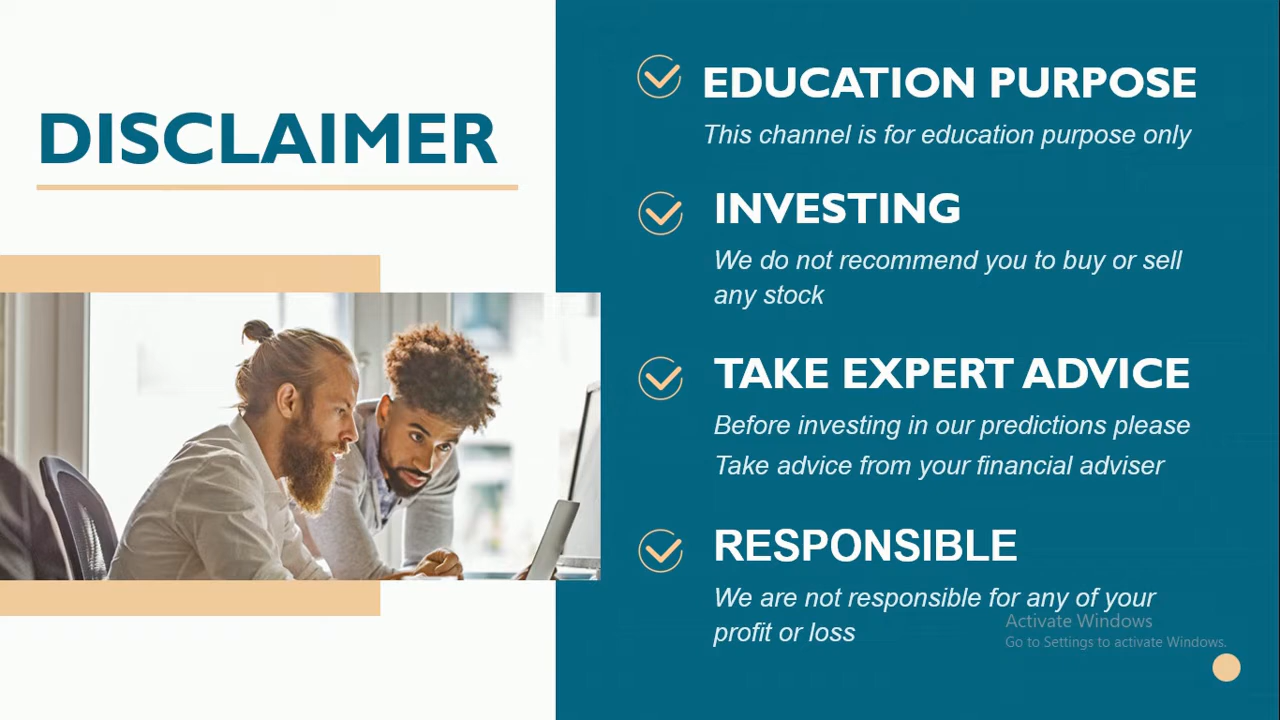 DISCLAIMER
EDUCATION PURPOSE
This channel is for education purpose only
INVESTING
We do not recommend you to buy or sell
any stock
TAKE EXPERT ADVICE
Before investing in our predictions please
Take advice from your financial adviser
RESPONSIBLE
We are not responsible for any of your
profit or loss
Activate Windows
Go to Settings to activate Windows.